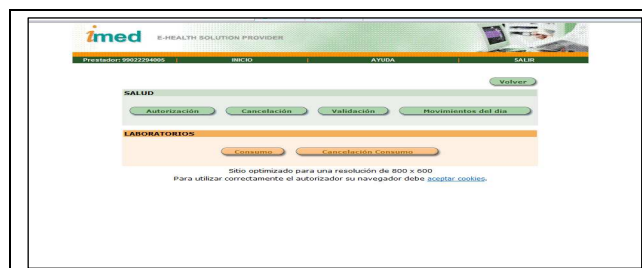 imed E-HEALTH SOLUTION PROVIDER
Prestador: 99022294005 | INICIO | AYUDA | SALIR
Volver
SALUD
Autorización Cancelación Validación Movimientos del día
LABORATORIOS
Consumo Cancelación Consumo
Sitio optimizado para una resolución de 800 x 600
Para utilizar correctamente el autorizador su navegador debe aceptar cookies.